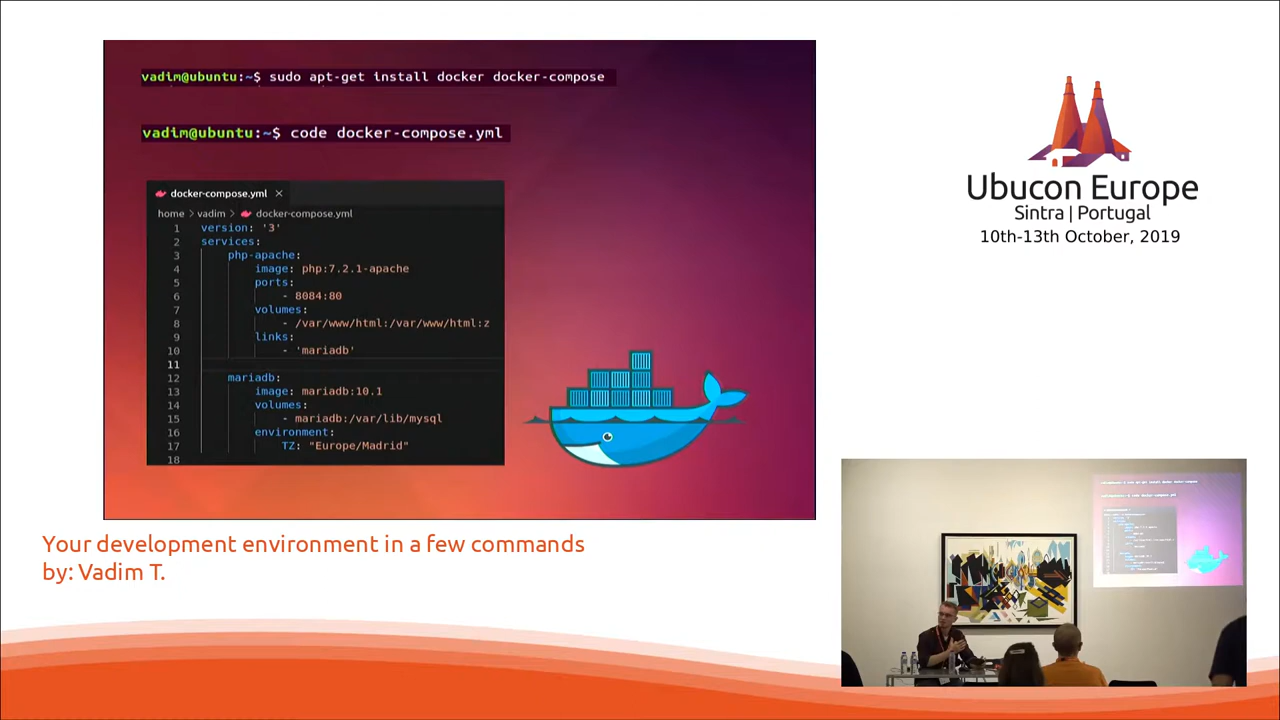 vadim@ubuntu:~$ sudo apt-get install docker docker-compose
vadim@ubuntu:~$ code docker-compose.yml
docker-compose.yml ×
home > vadim > docker-compose.yml
1 version: '3'
2 services:
3 php-apache:
4 image: php:7.2.1-apache
5 ports:
6 - 8084:80
7 volumes:
8 - /var/www/html:/var/www/html:z
9 links:
10 - 'mariadb'
11
12 mariadb:
13 image: mariadb:10.1
14 volumes:
15 - mariadb:/var/lib/mysql
16 environment:
17 TZ: "Europe/Madrid"
18
Ubucon Europe
Sintra | Portugal
10th-13th October, 2019
Your development environment in a few commands
by: Vadim T.